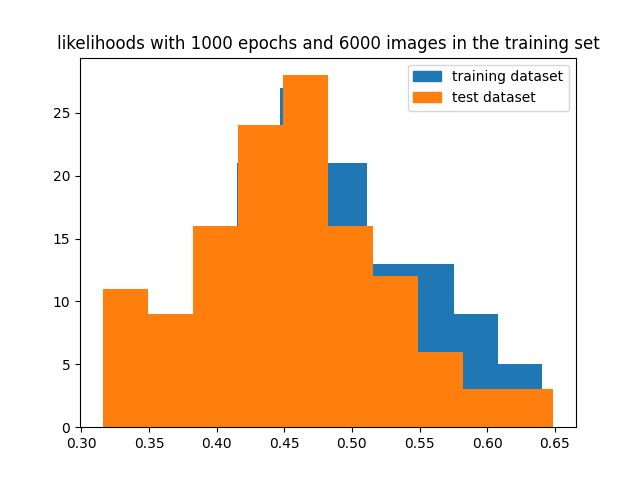 likelihoods with 1000 epochs and 6000 images in the training set
training dataset
test dataset
25
20
15
10
5
0
0.30 0.35 0.40 0.45 0.50 0.55 0.60 0.65